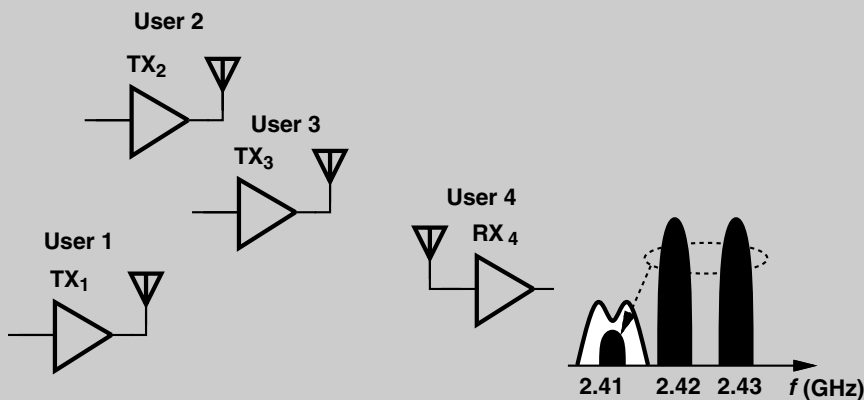 User 2
TX2
User 3
TX3
User 4
RX 4
User 1
TX1
2.41 2.42 2.43 f (GHz)